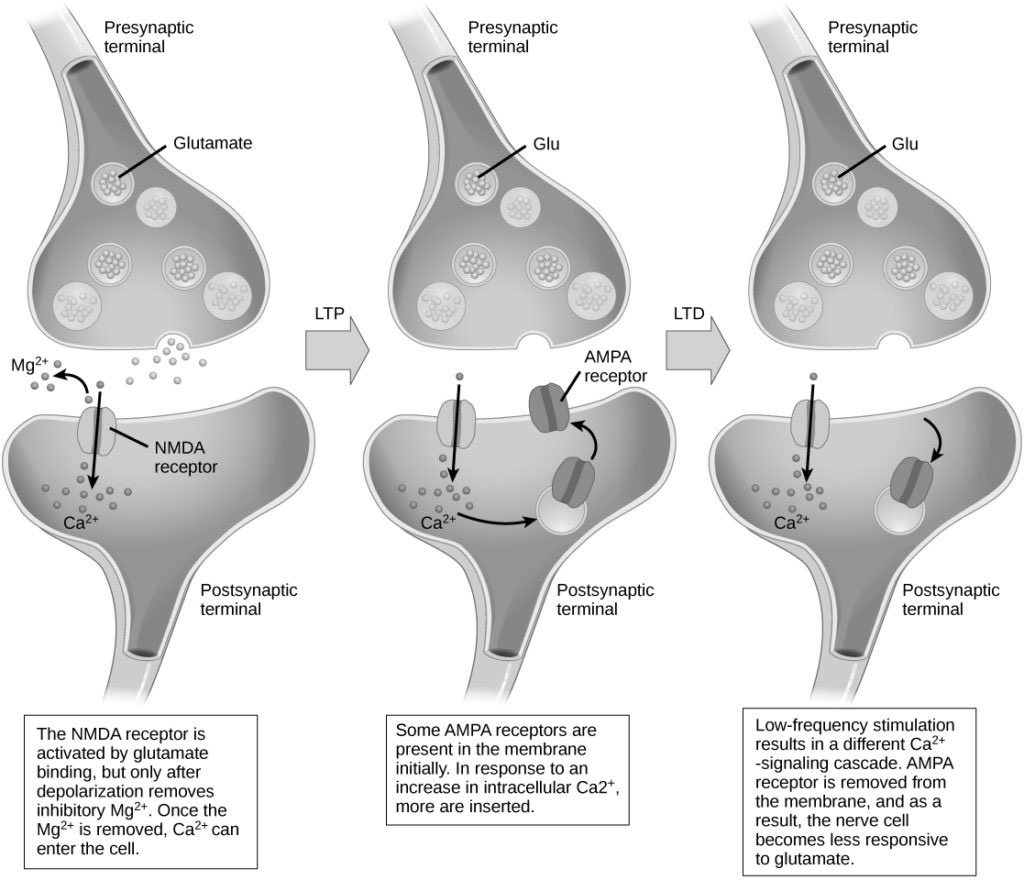 Presynaptic
terminal
Glutamate
Mg²⁺
NMDA
receptor
Ca²⁺
Postsynaptic
terminal
The NMDA receptor is
activated by glutamate
binding, but only after
depolarization removes
inhibitory Mg²⁺. Once the
Mg²⁺ is removed, Ca²⁺ can
enter the cell.
LTP
Presynaptic
terminal
Glu
AMPA
receptor
Ca²⁺
Postsynaptic
terminal
Some AMPA receptors are
present in the membrane
initially. In response to an
increase in intracellular Ca2⁺,
more are inserted.
LTD
Presynaptic
terminal
Glu
Ca²⁺
Postsynaptic
terminal
Low-frequency stimulation
results in a different Ca²⁺
-signaling cascade. AMPA
receptor is removed from
the membrane, and as a
result, the nerve cell
becomes less responsive
to glutamate.